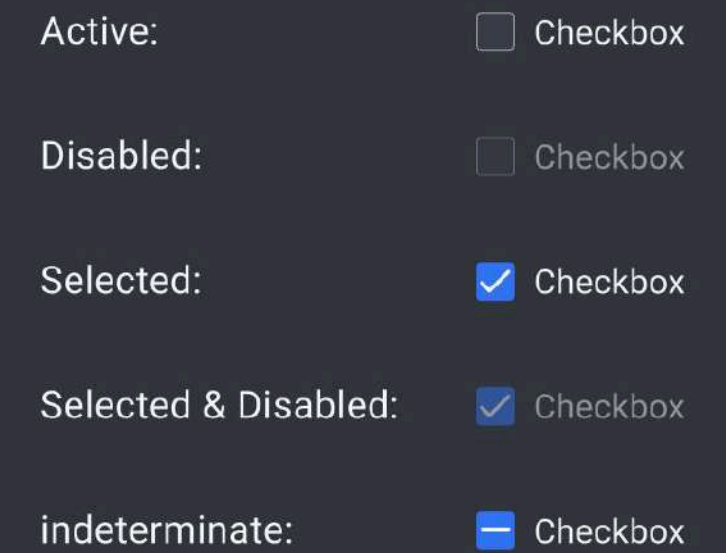 Active: Checkbox
Disabled: Checkbox
Selected: Checkbox
Selected & Disabled: Checkbox
indeterminate: Checkbox